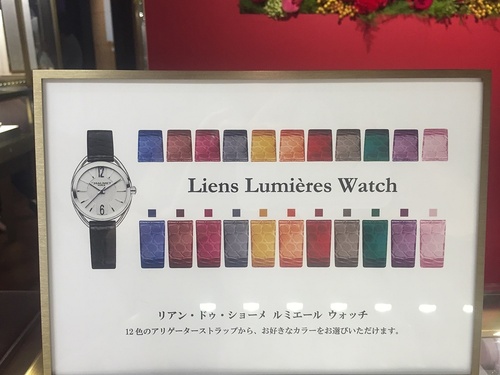 Liens Lumières Watch
リアン・ドゥ・ショーメ ルミエール ウォッチ
12色のアリゲーターストラップから、お好きなカラーをお選びいただけます。